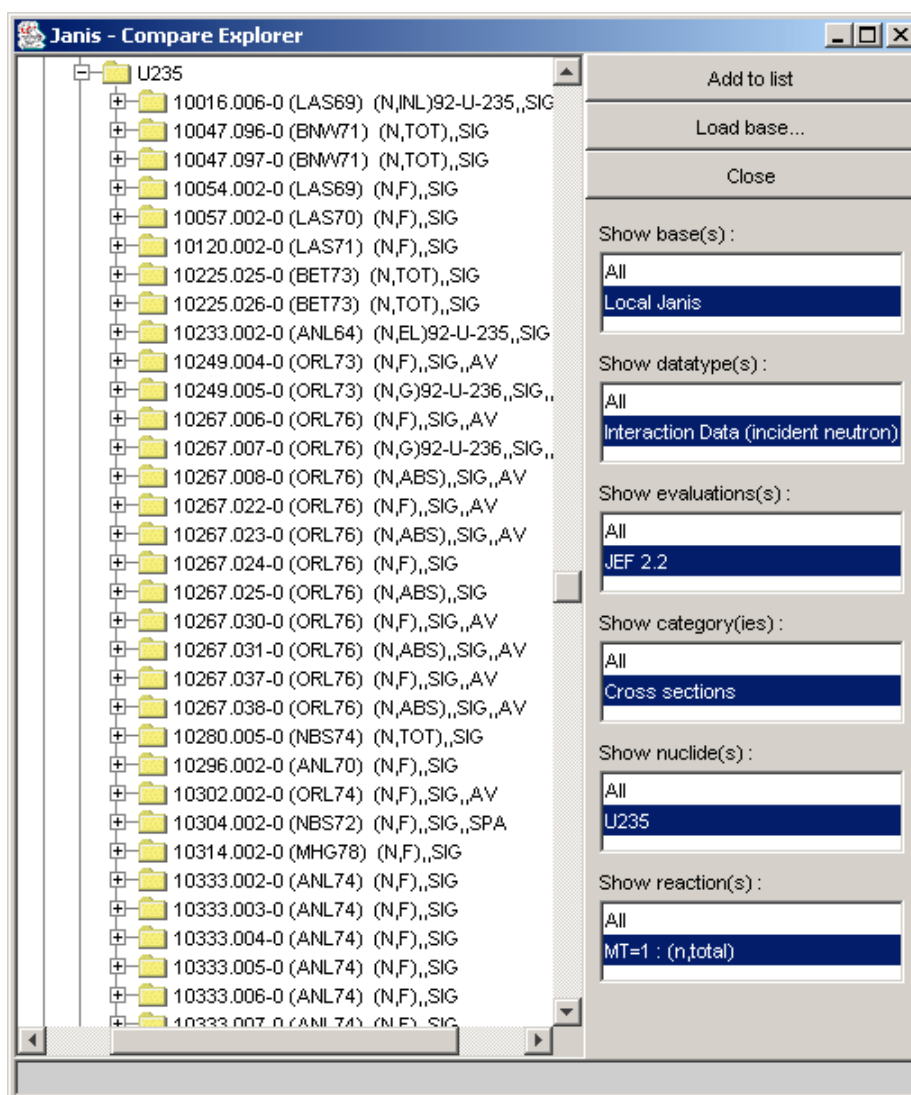 Janis - Compare Explorer
U235
10016.006-0 (LAS69) (N,INL)92-U-235,,SIG
10047.096-0 (BNW71) (N,TOT),,SIG
10047.097-0 (BNW71) (N,TOT),,SIG
10054.002-0 (LAS69) (N,F),,SIG
10057.002-0 (LAS70) (N,F),,SIG
10120.002-0 (LAS71) (N,F),,SIG
10225.025-0 (BET73) (N,TOT),,SIG
10225.026-0 (BET73) (N,TOT),,SIG
10233.002-0 (ANL64) (N,EL)92-U-235,,SIG
10249.004-0 (ORL73) (N,F),,SIG,,AV
10249.005-0 (ORL73) (N,G)92-U-236,,SIG,,
10267.006-0 (ORL76) (N,F),,SIG,,AV
10267.007-0 (ORL76) (N,G)92-U-236,,SIG,,
10267.008-0 (ORL76) (N,ABS),,SIG,,AV
10267.022-0 (ORL76) (N,F),,SIG,,AV
10267.023-0 (ORL76) (N,ABS),,SIG,,AV
10267.024-0 (ORL76) (N,F),,SIG
10267.025-0 (ORL76) (N,ABS),,SIG
10267.030-0 (ORL76) (N,F),,SIG,,AV
10267.031-0 (ORL76) (N,ABS),,SIG,,AV
10267.037-0 (ORL76) (N,F),,SIG,,AV
10267.038-0 (ORL76) (N,ABS),,SIG,,AV
10280.005-0 (NBS74) (N,TOT),,SIG
10296.002-0 (ANL70) (N,F),,SIG
10302.002-0 (ORL74) (N,F),,SIG,,AV
10304.002-0 (NBS72) (N,F),,SIG,,SPA
10314.002-0 (MHG78) (N,F),,SIG
10333.002-0 (ANL74) (N,F),,SIG
10333.003-0 (ANL74) (N,F),,SIG
10333.004-0 (ANL74) (N,F),,SIG
10333.005-0 (ANL74) (N,F),,SIG
10333.006-0 (ANL74) (N,F),,SIG
10333.007-0 (ANL74) (N,F),,SIG
Add to list
Load base...
Close
Show base(s) :
All
Local Janis
Show datatype(s) :
All
Interaction Data (incident neutron)
Show evaluations(s) :
All
JEF 2.2
Show category(ies) :
All
Cross sections
Show nuclide(s) :
All
U235
Show reaction(s) :
All
MT=1 : (n,total)